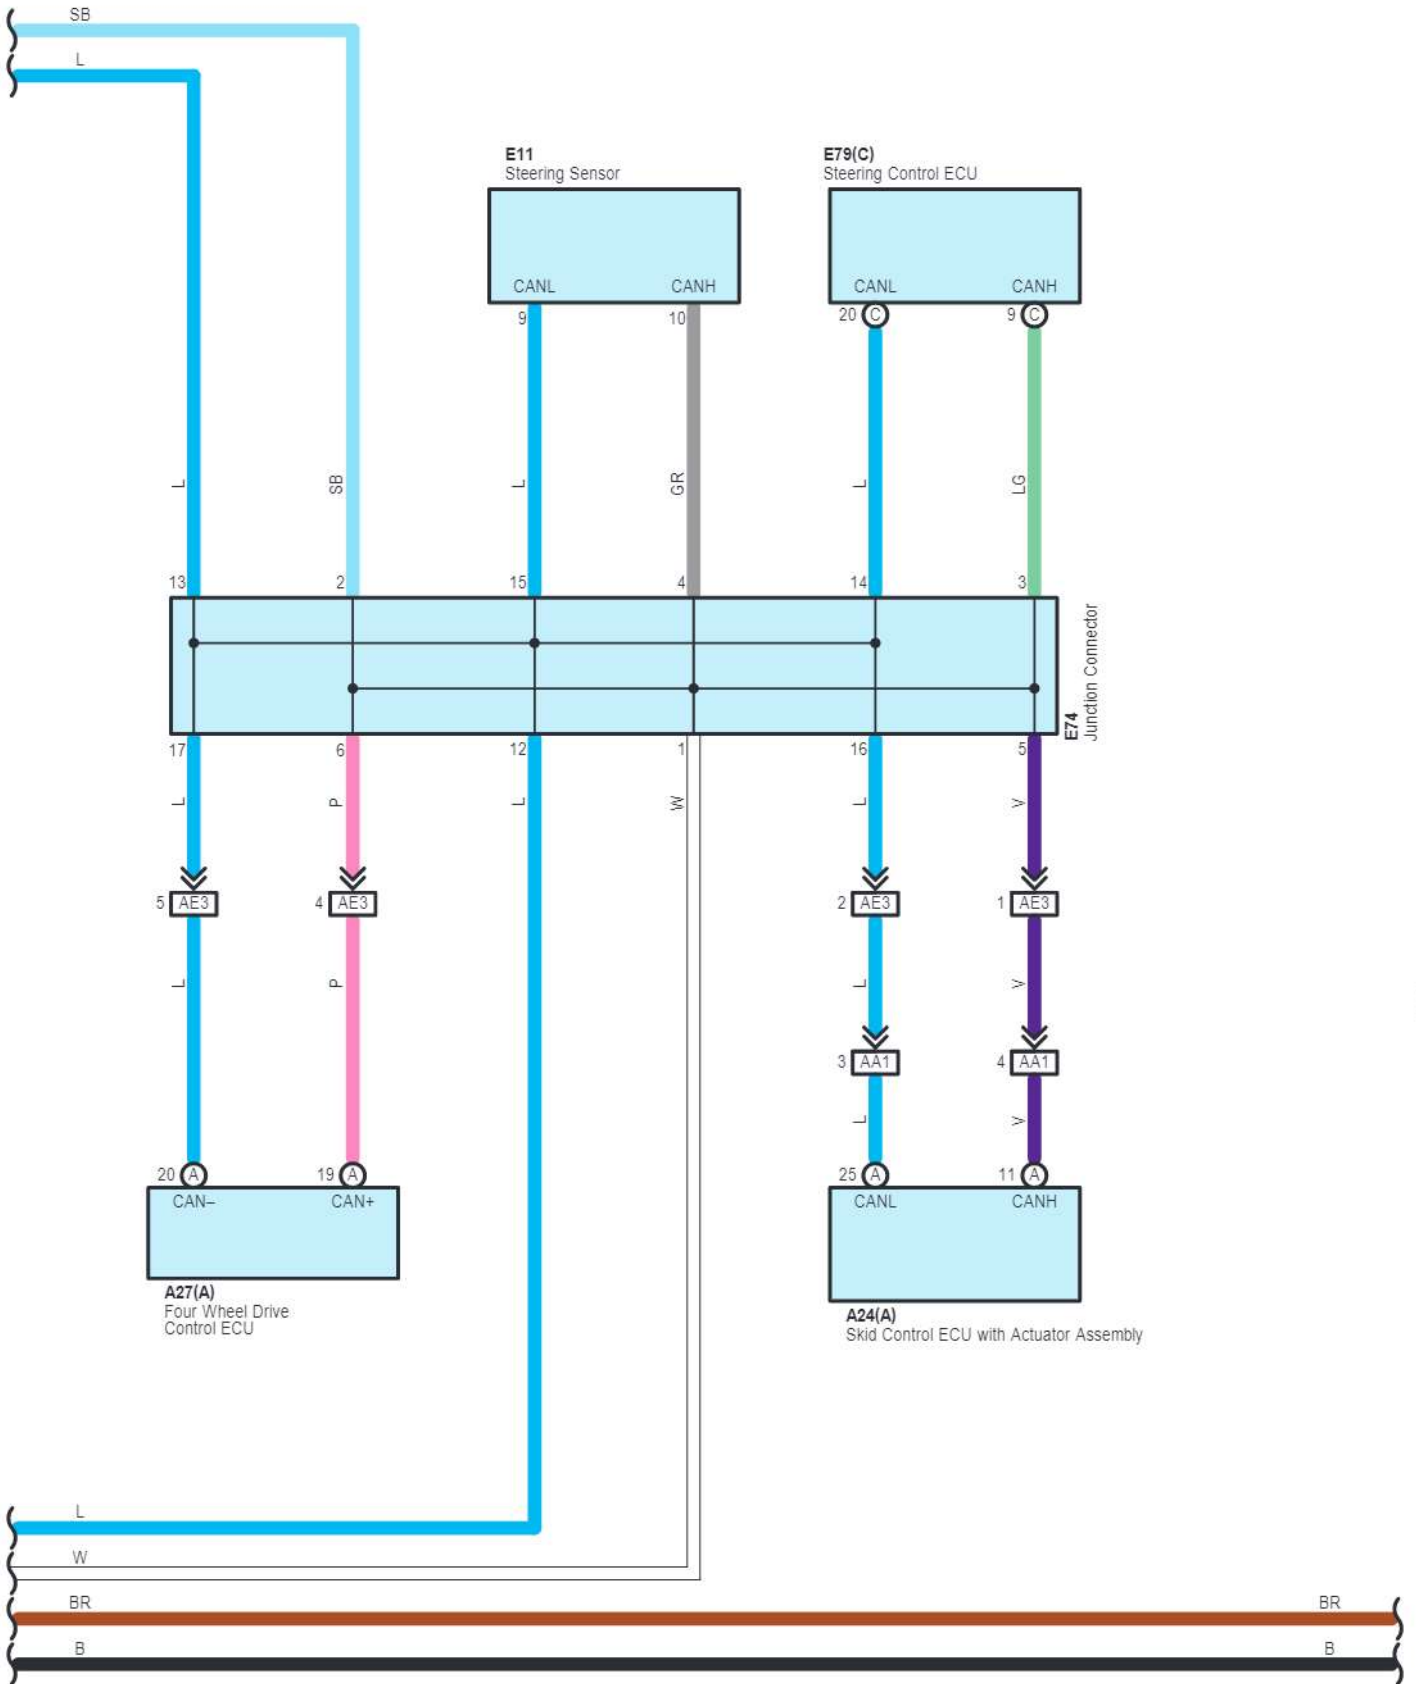 SB
L
E11
Steering Sensor
E79(C)
Steering Control ECU
CANL
CANH
CANL
CANH
9
10
20 C
9 C
L
SB
L
GR
L
LG
13
2
15
4
14
3
E74
Junction Connector
17
6
12
1
16
5
L
P
L
W
L
V
5 AE3
4 AE3
2 AE3
1 AE3
L
P
L
V
3 AA1
4 AA1
L
V
20 A
19 A
25 A
11 A
CAN–
CAN+
CANL
CANH
A27(A)
Four Wheel Drive
Control ECU
A24(A)
Skid Control ECU with Actuator Assembly
L
W
BR
BR
B
B